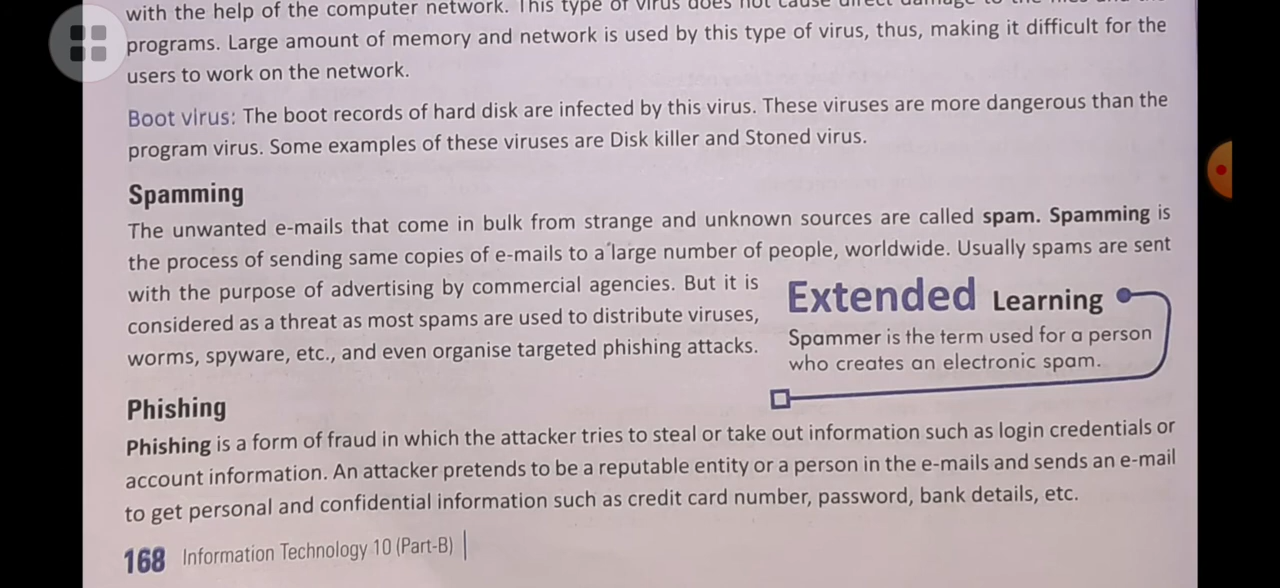 with the help of the computer network. This type of virus does not cause direct damage to the files and the
programs. Large amount of memory and network is used by this type of virus, thus, making it difficult for the
users to work on the network.
Boot virus: The boot records of hard disk are infected by this virus. These viruses are more dangerous than the
program virus. Some examples of these viruses are Disk killer and Stoned virus.
Spamming
The unwanted e-mails that come in bulk from strange and unknown sources are called spam. Spamming is
the process of sending same copies of e-mails to a large number of people, worldwide. Usually spams are sent
with the purpose of advertising by commercial agencies. But it is
considered as a threat as most spams are used to distribute viruses,
worms, spyware, etc., and even organise targeted phishing attacks.
Extended Learning
Spammer is the term used for a person
who creates an electronic spam.
Phishing
Phishing is a form of fraud in which the attacker tries to steal or take out information such as login credentials or
account information. An attacker pretends to be a reputable entity or a person in the e-mails and sends an e-mail
to get personal and confidential information such as credit card number, password, bank details, etc.
168 Information Technology 10 (Part-B)